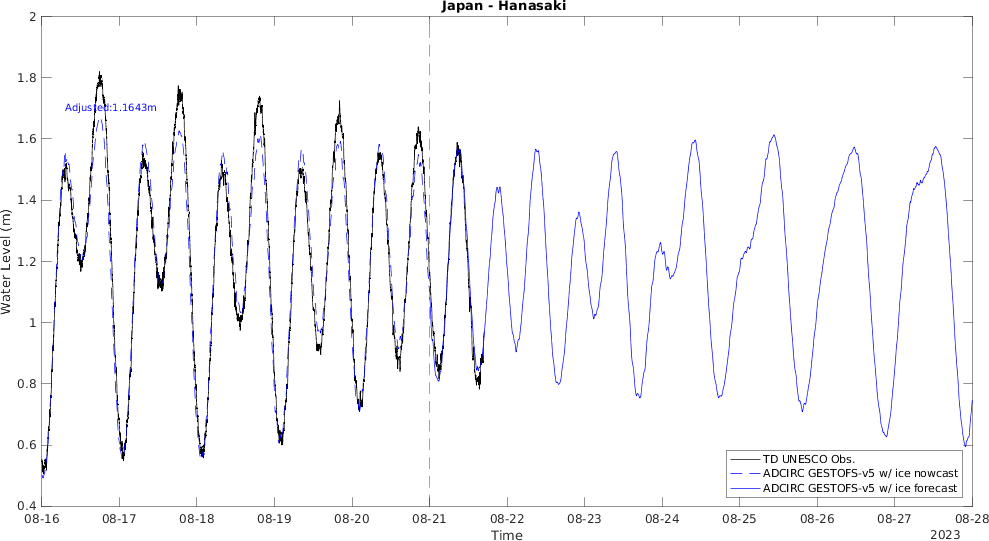 Japan - Hanasaki
Water Level (m)
2
1.8
1.6
1.4
1.2
1
0.8
0.6
0.4
Adjusted:1.1643m
TD UNESCO Obs.
ADCIRC GESTOFS-v5 w/ ice nowcast
ADCIRC GESTOFS-v5 w/ ice forecast
08-16 08-17 08-18 08-19 08-20 08-21 08-22 08-23 08-24 08-25 08-26 08-27 08-28
Time
2023